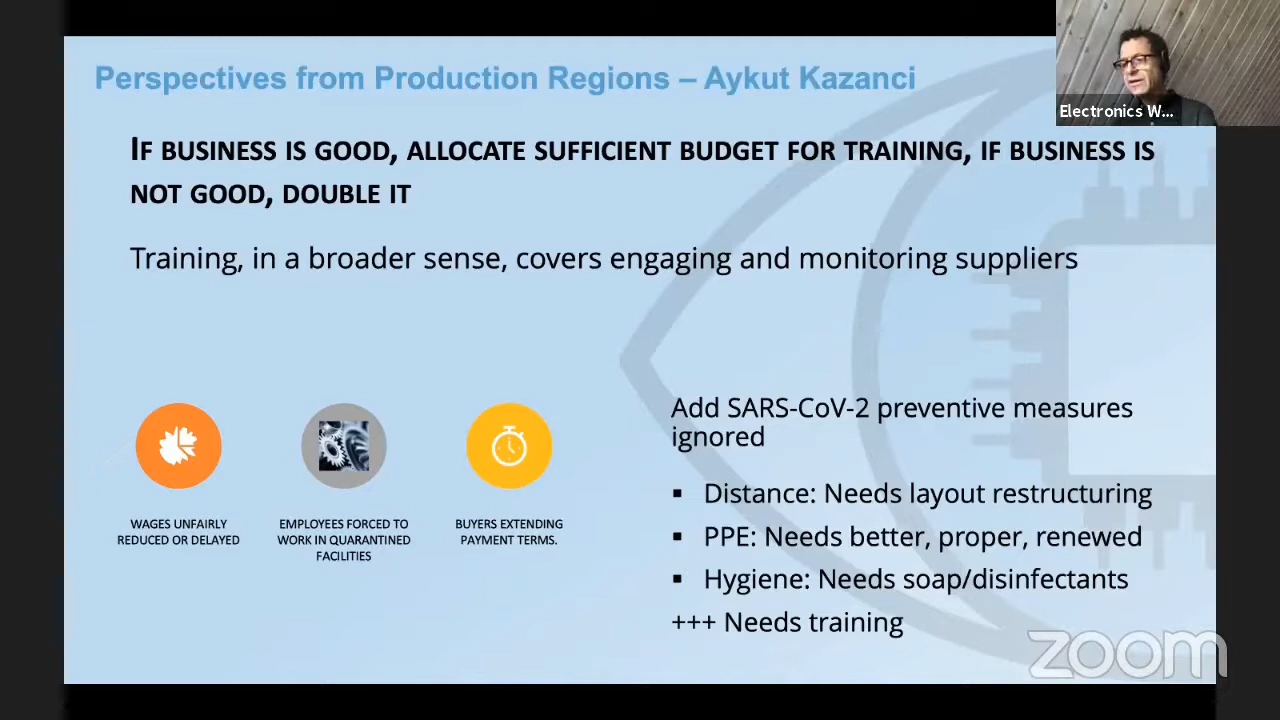 Perspectives from Production Regions – Aykut Kazanci
Electronics W...
IF BUSINESS IS GOOD, ALLOCATE SUFFICIENT BUDGET FOR TRAINING, IF BUSINESS IS
NOT GOOD, DOUBLE IT
Training, in a broader sense, covers engaging and monitoring suppliers
WAGES UNFAIRLY
REDUCED OR DELAYED
EMPLOYEES FORCED TO
WORK IN QUARANTINED
FACILITIES
BUYERS EXTENDING
PAYMENT TERMS.
Add SARS-CoV-2 preventive measures
ignored
▪ Distance: Needs layout restructuring
▪ PPE: Needs better, proper, renewed
▪ Hygiene: Needs soap/disinfectants
+++ Needs training
zoom